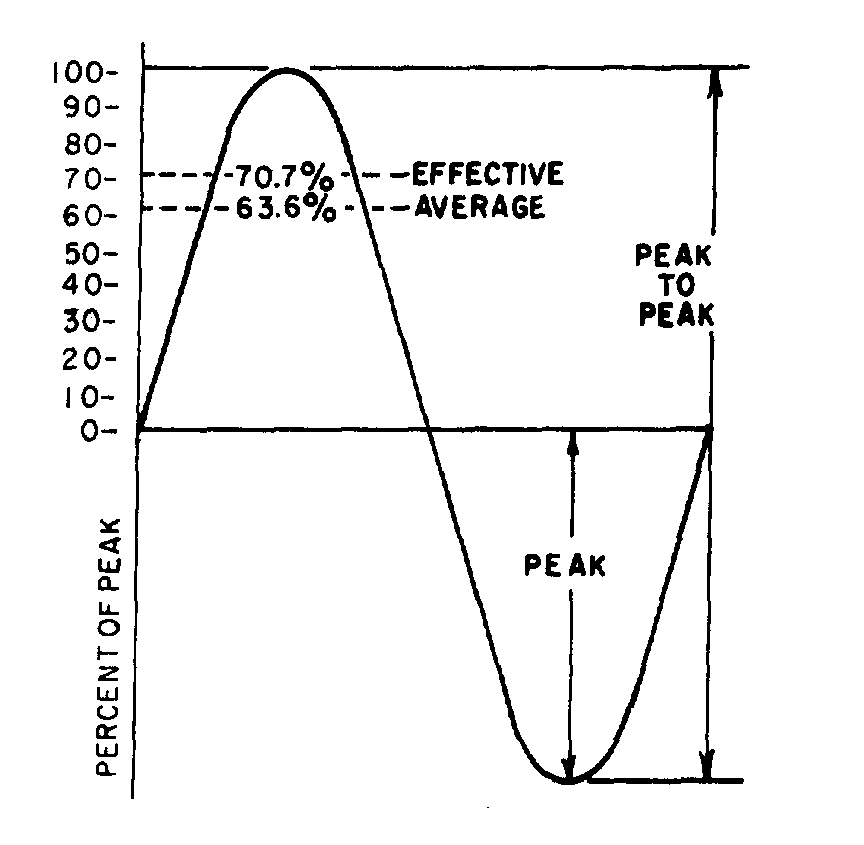 100-
90-
80-
70-
--70.7%---EFFECTIVE
60-
--63.6%---AVERAGE
50-
40-
30-
20-
10-
0-
PEAK
TO
PEAK
PEAK
PERCENT OF PEAK